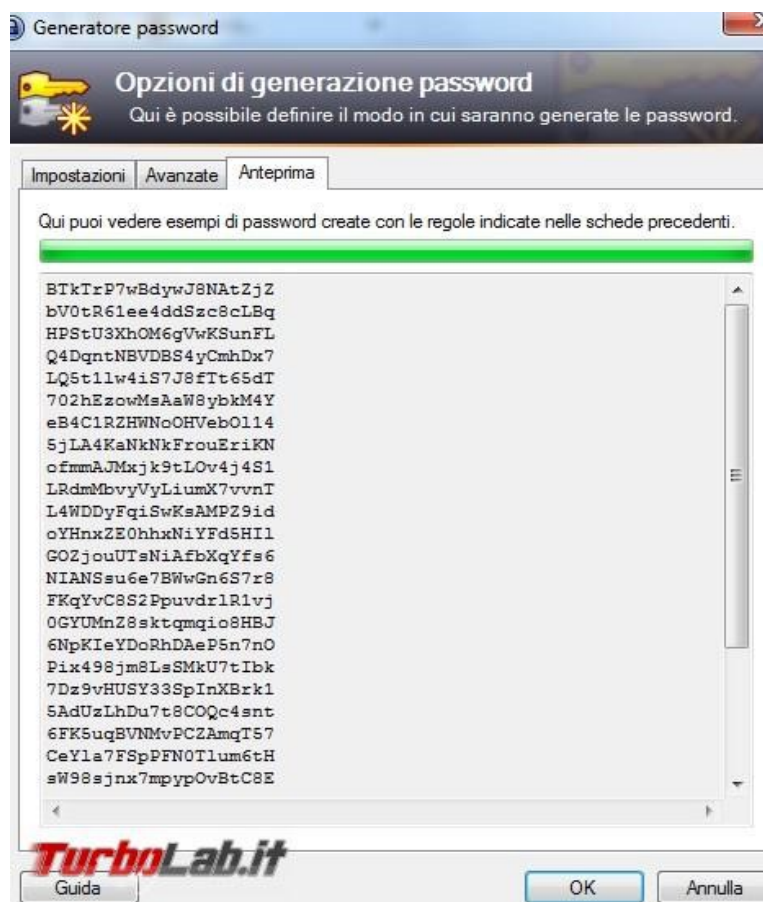 Generatore password
Opzioni di generazione password
Qui è possibile definire il modo in cui saranno generate le password.
Impostazioni
Avanzate
Anteprima
Qui puoi vedere esempi di password create con le regole indicate nelle schede precedenti.
BTkTrP7wBdywJ8NAtZjZ
bV0tR61ee4ddSzc8cLBq
HPStU3XhOM6gVwKSunFL
Q4DqntNBVDBS4yCmhDx7
LQ5t1lw4iS7J8fTt65dT
702hEzowMsAaW8ybkM4Y
eB4C1RZHWNoOHVebOl14
5jLA4KaNkNkFrouEriKN
ofmmAJMxjk9tLOv4j4S1
LRdmMbvyVyLiumX7vvnT
L4WDDyFqiSwKsAMPZ9id
oYHnxZE0hhxNiYFd5HIl
GOZjouUTsNiAfbXqYfs6
NIANSsu6e7BWwGn6S7r8
FKqYvC8S2PpuvdrlR1vj
0GYUMnZ8sktqmqio8HBJ
6NpKIeYDoRhDAeP5n7nO
Pix498jm8LsSMkU7tIbk
7Dz9vHUSY33SpInXBrk1
5AdUzLhDu7t8COQc4snt
6FK5uqBVNMvPCZAmqT57
CeYla7FSpPFN0Tlum6tH
sW98sjnx7mpypOvBtC8E
TurboLab.it
Guida
OK
Annulla